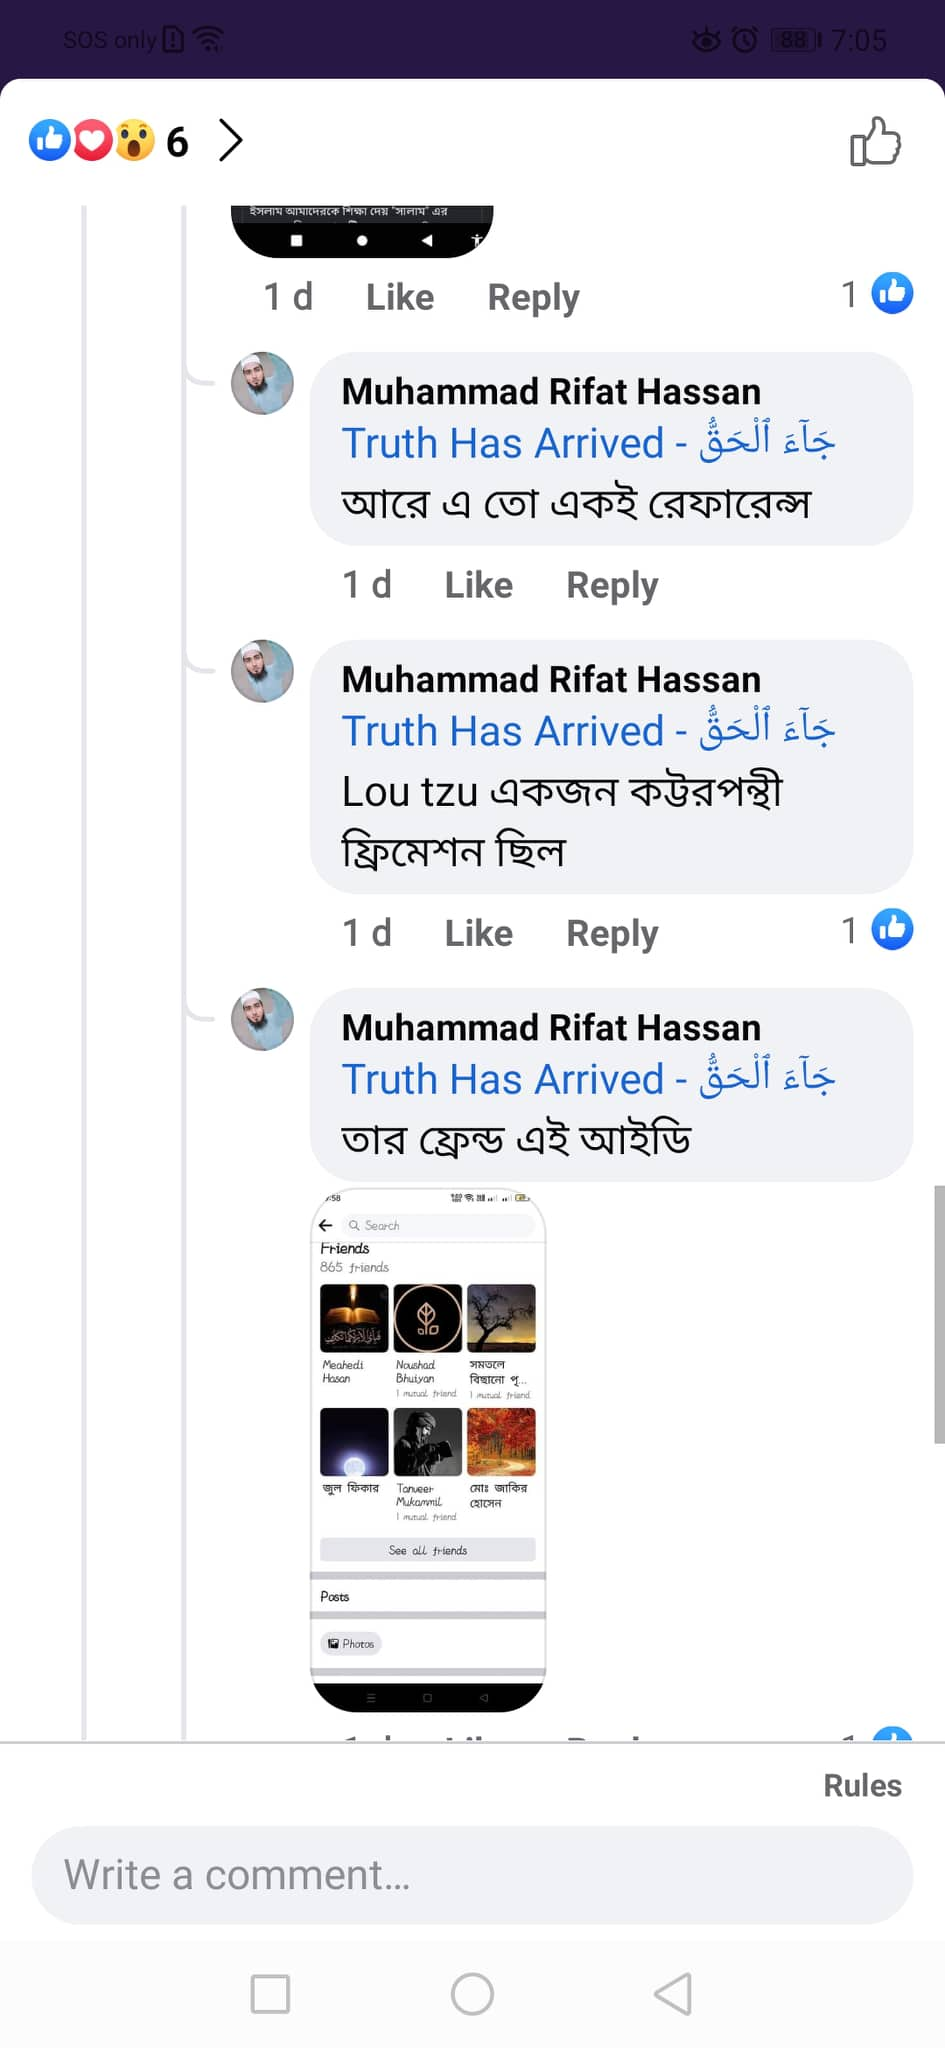 SOS only
88 7:05
6
ইসলাম আমাদেরকে শিক্ষা দেয় "সালাম" এর
1 d Like Reply 1
Muhammad Rifat Hassan
Truth Has Arrived - جَآءَ ٱلْحَقُّ
আরে এ তো একই রেফারেন্স
1 d Like Reply
Muhammad Rifat Hassan
Truth Has Arrived - جَآءَ ٱلْحَقُّ
Lou tzu একজন কট্টরপন্থী
ফ্রিমেশন ছিল
1 d Like Reply 1
Muhammad Rifat Hassan
Truth Has Arrived - جَآءَ ٱلْحَقُّ
তার ফ্রেন্ড এই আইডি
:58
Search
Friends
865 friends
Meahedi Noushad সমতলে
Hasan Bhuiyan বিছানো পৃ...
1 mutual friend 1 mutual friend
জুল ফিকার Tanveer মোঃ জাকির
Mukammil হোসেন
1 mutual friend
See all friends
Posts
Photos
Rules
Write a comment...